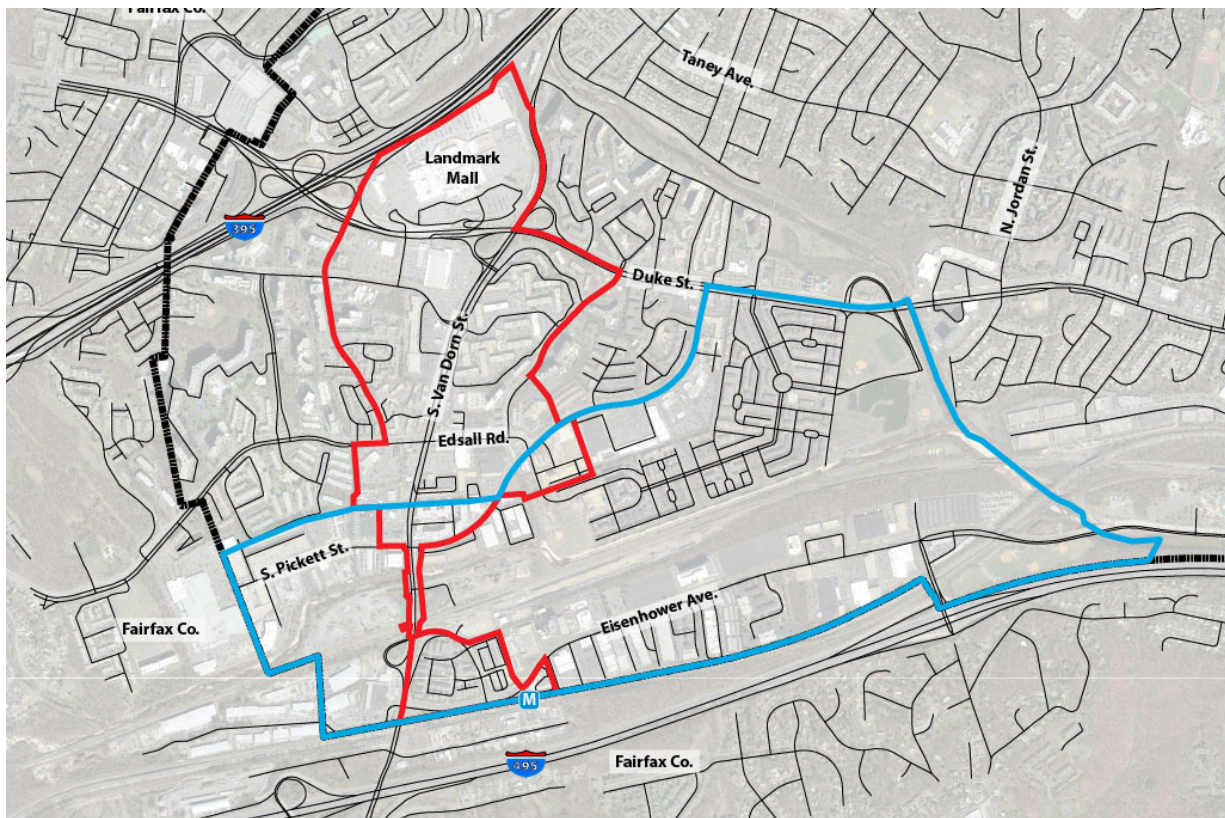 Fairfax Co.
Taney Ave.
Landmark
Mall
N. Jordan St.
395
Duke St.
S. Van Dorn St.
Edsall Rd.
S. Pickett St.
Eisenhower Ave.
Fairfax Co.
M
495
Fairfax Co.